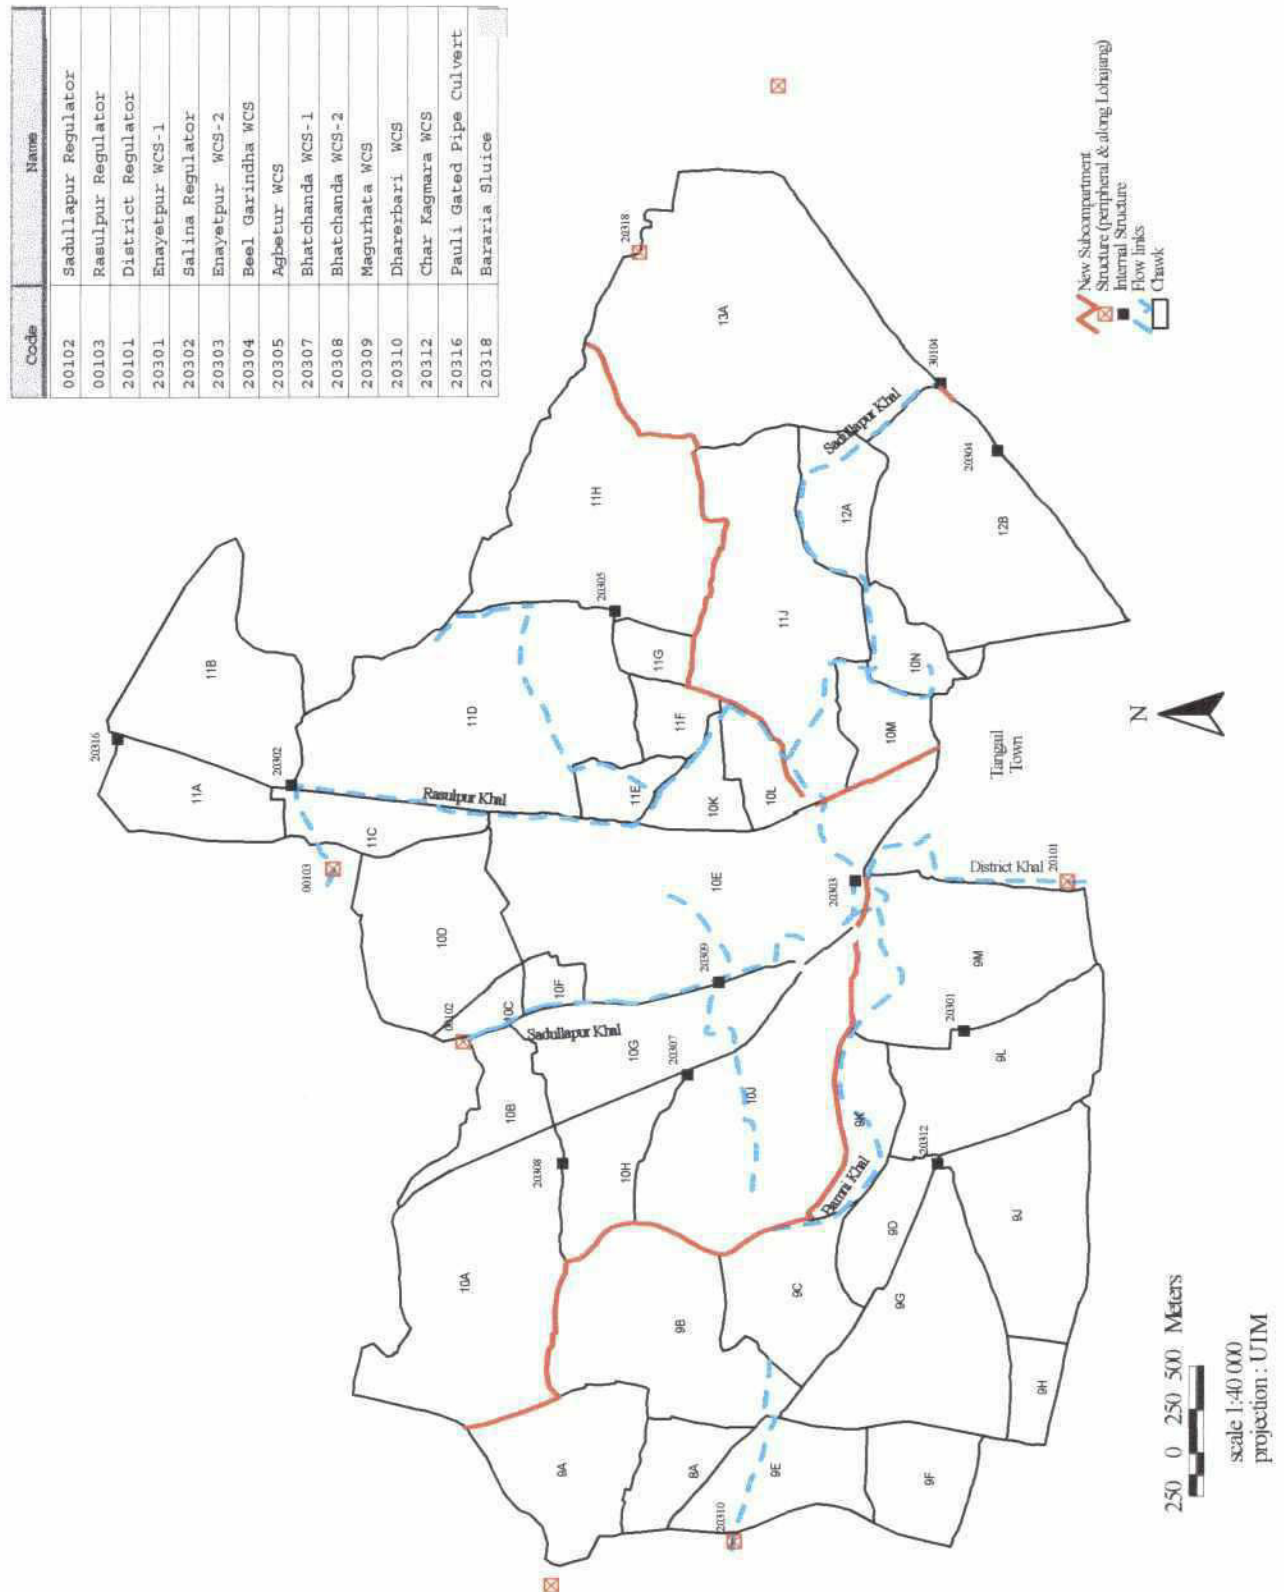 Code Name
00102 Sadullapur Regulator
00103 Rasulpur Regulator
20101 District Regulator
20301 Enayetpur WCS-1
20302 Salina Regulator
20303 Enayetpur WCS-2
20304 Beel Garindha WCS
20305 Agbetur WCS
20307 Bhatchanda WCS-1
20308 Bhatchanda WCS-2
20309 Magurhata WCS
20310 Dharerbari WCS
20312 Char Kagmara WCS
20316 Pauli Gated Pipe Culvert
20318 Bararia Sluice
20316
11B
11A
20302
Rasulpur Khal
11C
00103
11D
20305
11H
20318
13A
11G
11F
11E
10K
10L
11J
12A
Sadullapur Khal
30104
20304
12B
10N
10M
Tangail
Town
N
10D
10E
00102
10C
10F
Sadullapur Khal
20309
10G
20307
10B
20308
10H
10J
20303
District Khal
20101
9M
20301
9L
9K
Bamni Khal
20312
10A
9B
9C
9D
9G
9J
9H
9A
8A
9E
9F
20310
New Subcompartment
Structure (peripheral & along Lohajang)
Internal Structure
Flow links
Chawk
250 0 250 500 Meters
scale 1:40 000
projection : UTM